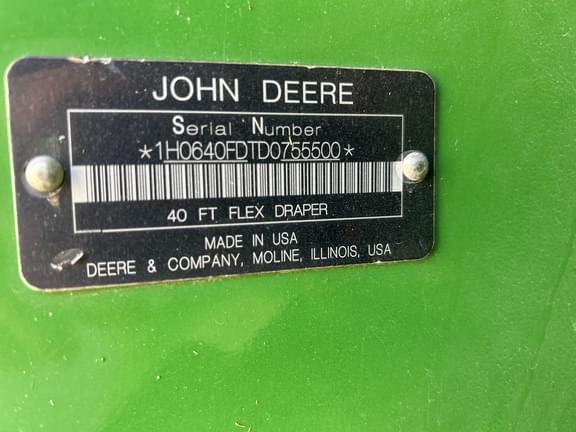 JOHN DEERE
Serial Number
*1H0640FDTD0755500*
40 FT FLEX DRAPER
MADE IN USA
DEERE & COMPANY, MOLINE, ILLINOIS, USA